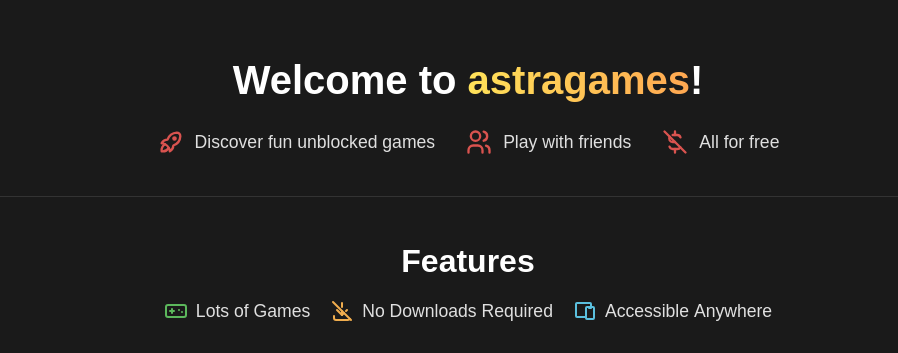 Welcome to astragames!
Discover fun unblocked games Play with friends All for free
Features
Lots of Games No Downloads Required Accessible Anywhere